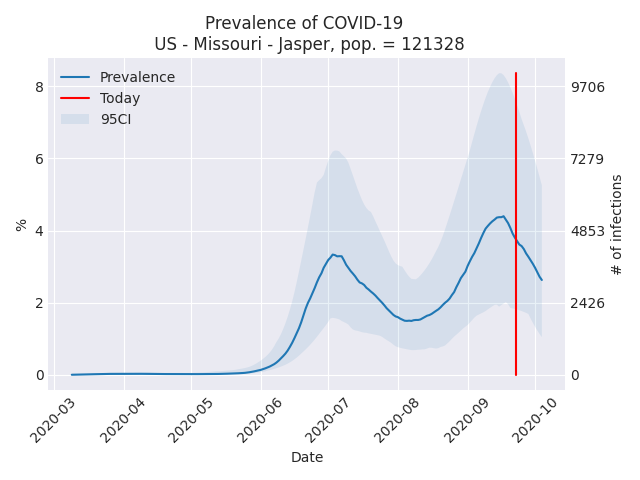 Prevalence of COVID-19
US - Missouri - Jasper, pop. = 121328
Prevalence
Today
95CI
%
8
6
4
2
0
9706
7279
4853
2426
0
# of infections
2020-03
2020-04
2020-05
2020-06
2020-07
2020-08
2020-09
2020-10
Date